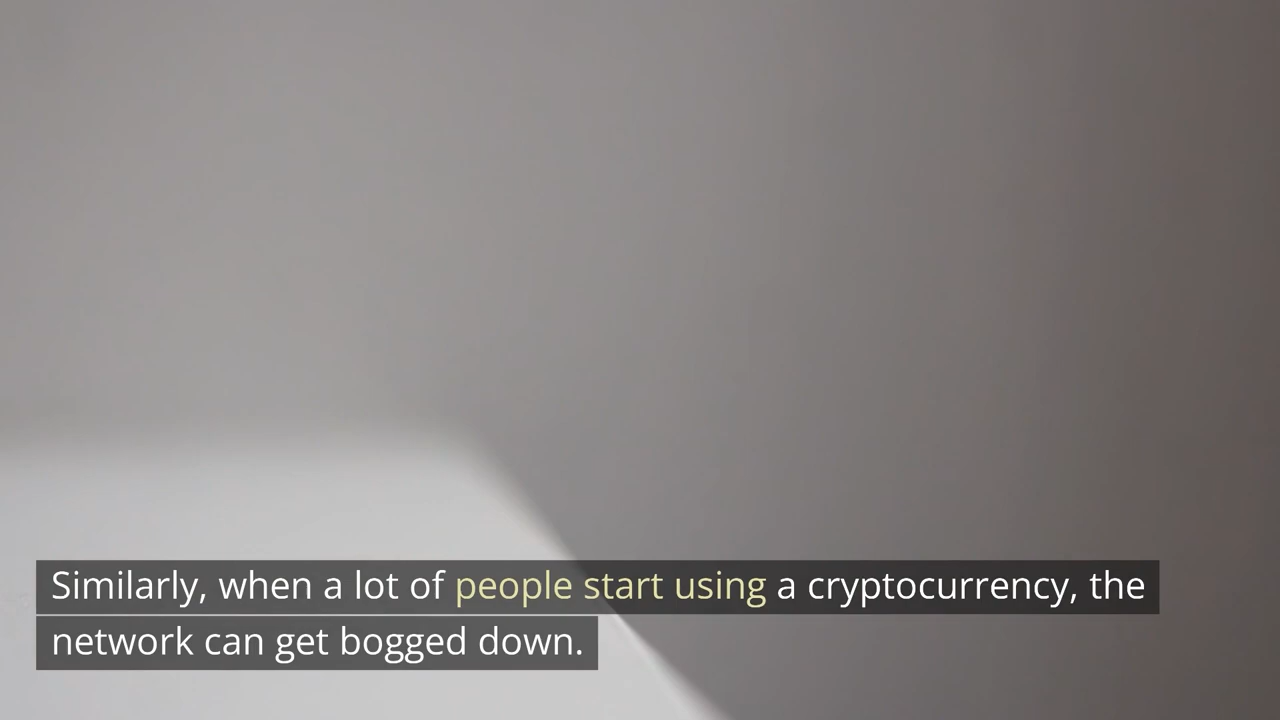 Similarly, when a lot of people start using a cryptocurrency, the
network can get bogged down.